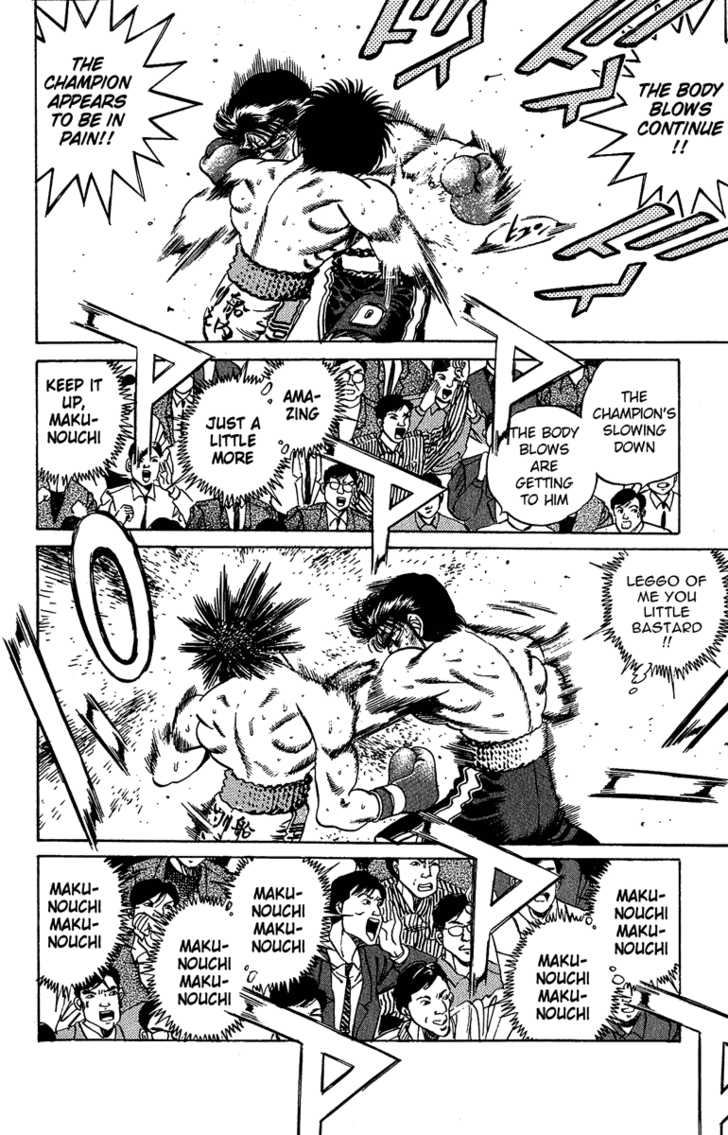 THE BODY
BLOWS
CONTINUE
!!
THE
CHAMPION
APPEARS
TO BE IN
PAIN!!
THE
CHAMPION'S
SLOWING
DOWN
THE BODY
BLOWS
ARE
GETTING
TO HIM
AMA-
ZING
JUST A
LITTLE
MORE
KEEP IT
UP,
MAKU-
NOUCHI
LEGGO OF
ME YOU
LITTLE
BASTARD
!!
MAKU-
NOUCHI
MAKU-
NOUCHI
MAKU-
NOUCHI
MAKU-
NOUCHI
MAKU-
NOUCHI
MAKU-
NOUCHI
MAKU-
NOUCHI
MAKU-
NOUCHI
MAKU-
NOUCHI
MAKU-
NOUCHI